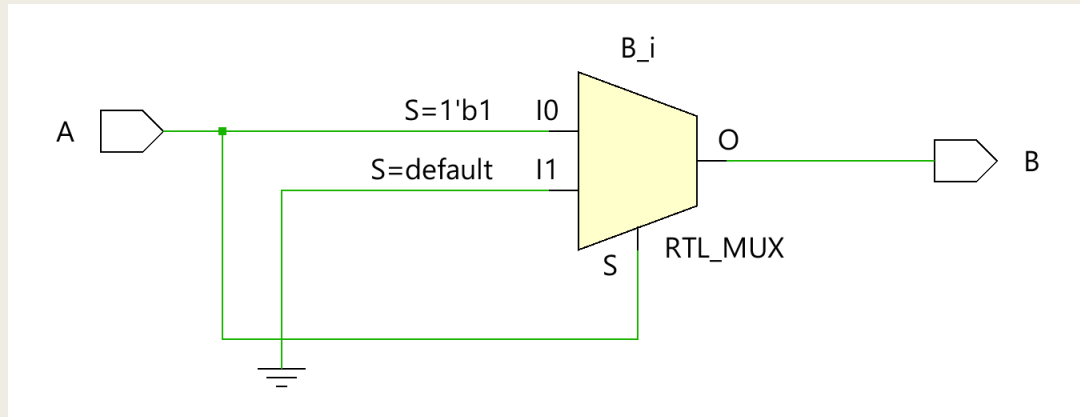 B_i
S=1'b1 I0
A
O
S=default I1
B
S
RTL_MUX